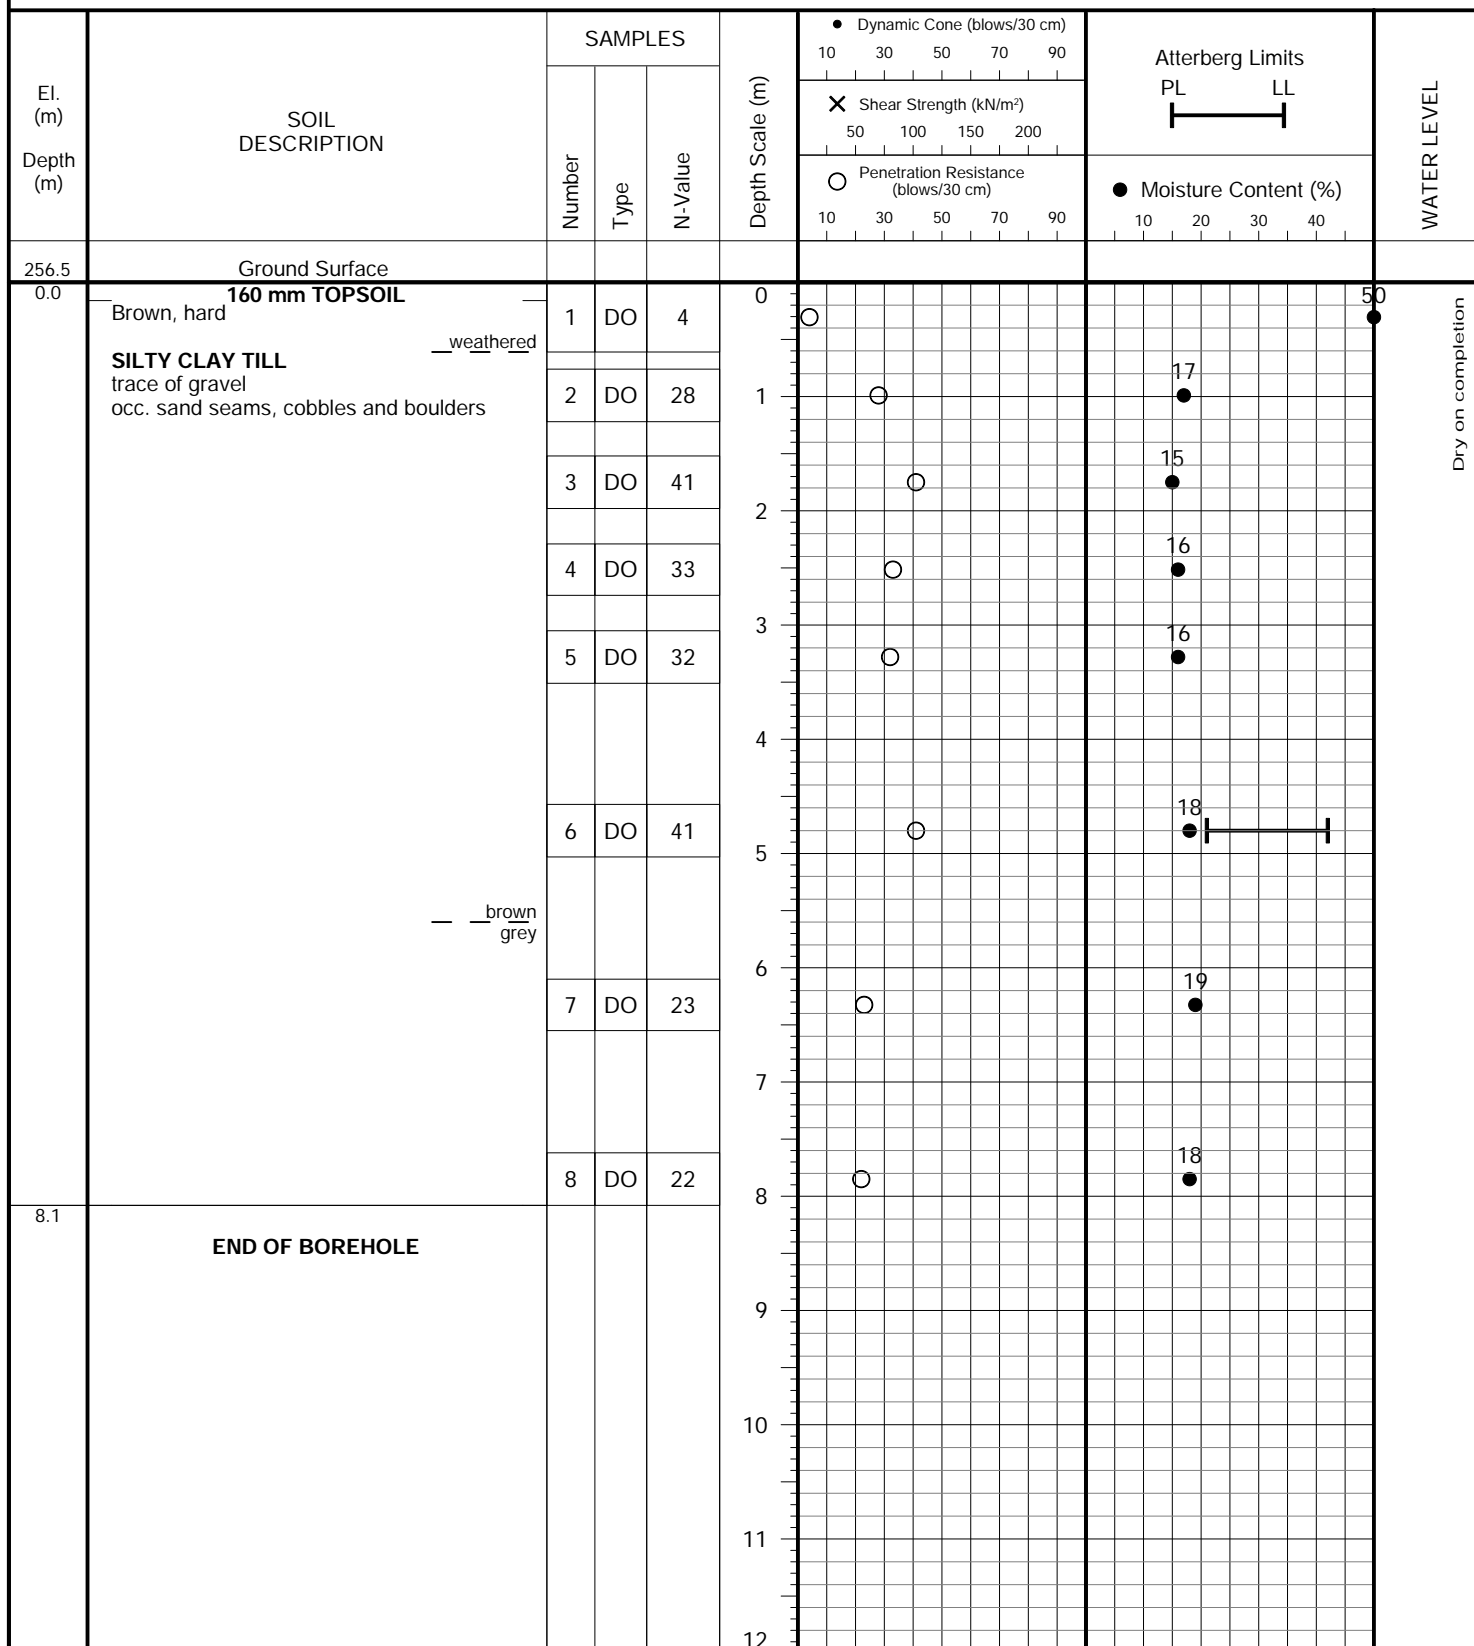 El.
(m)
Depth
(m)
SOIL
DESCRIPTION
SAMPLES
Number
Type
N-Value
Depth Scale (m)
Dynamic Cone (blows/30 cm)
10 30 50 70 90
Shear Strength (kN/m²)
50 100 150 200
Penetration Resistance
(blows/30 cm)
10 30 50 70 90
Atterberg Limits
PL LL
Moisture Content (%)
10 20 30 40
WATER LEVEL
256.5 Ground Surface
0.0 160 mm TOPSOIL
Brown, hard
weathered
SILTY CLAY TILL
trace of gravel
occ. sand seams, cobbles and boulders
1 DO 4
2 DO 28
3 DO 41
4 DO 33
5 DO 32
6 DO 41
brown
grey
7 DO 23
8 DO 22
8.1
END OF BOREHOLE
0
1
2
3
4
5
6
7
8
9
10
11
12
50
17
15
16
16
18
19
18
Dry on completion